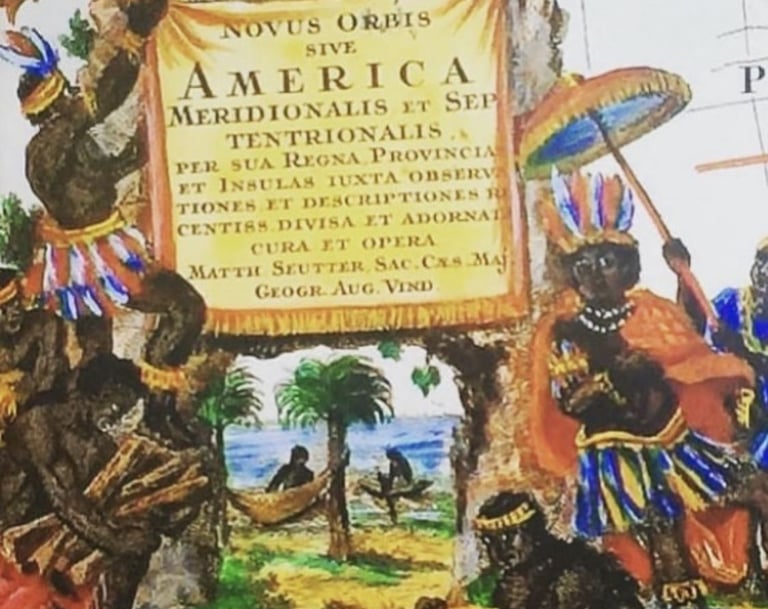 NOVUS ORBIS
SIVE
AMERICA
MERIDIONALIS ET SEP
TENTRIONALIS.
PER SUA REGNA PROVINCIA
ET INSULAS IUXTA OBSERV
TIONES ET DESCRIPTIONES R
CENTISS DIVISA ET ADORNAT
CURA ET OPERA
MATTH SEUTTER, SAC. CÆS. MAJ
GEOGR. AUG. VIND
P